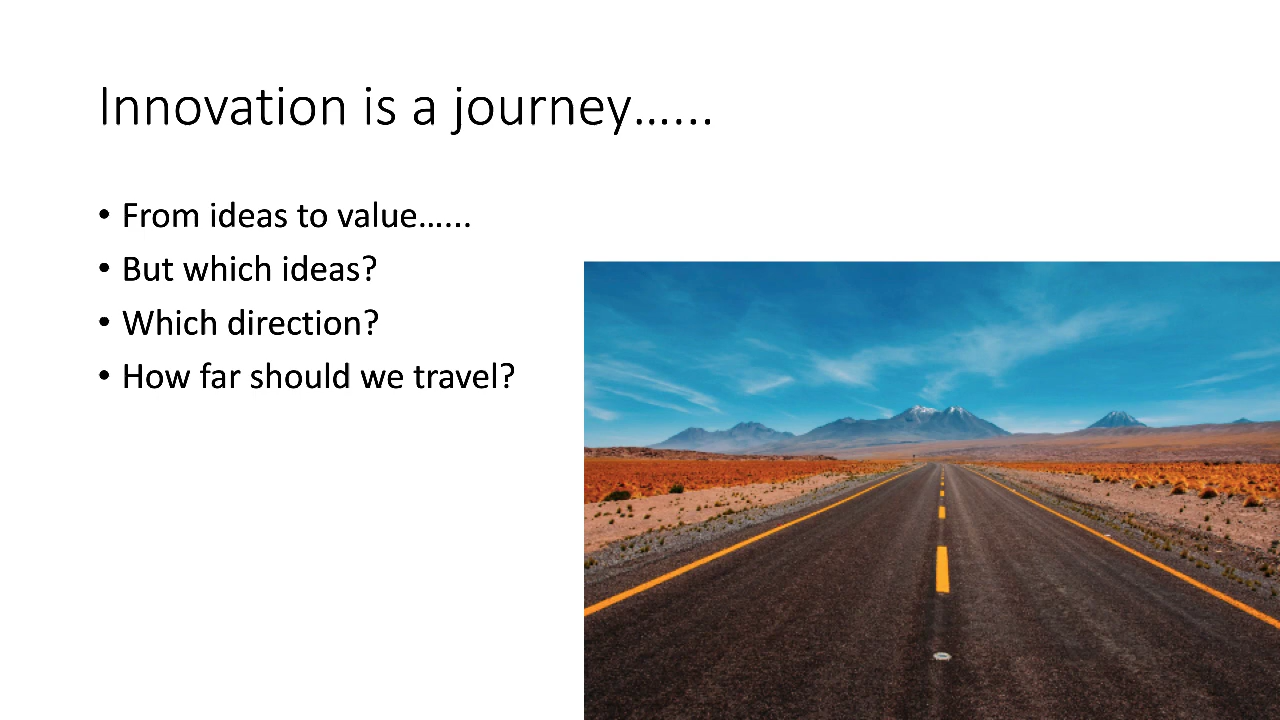 Innovation is a journey…...
• From ideas to value…...
• But which ideas?
• Which direction?
• How far should we travel?